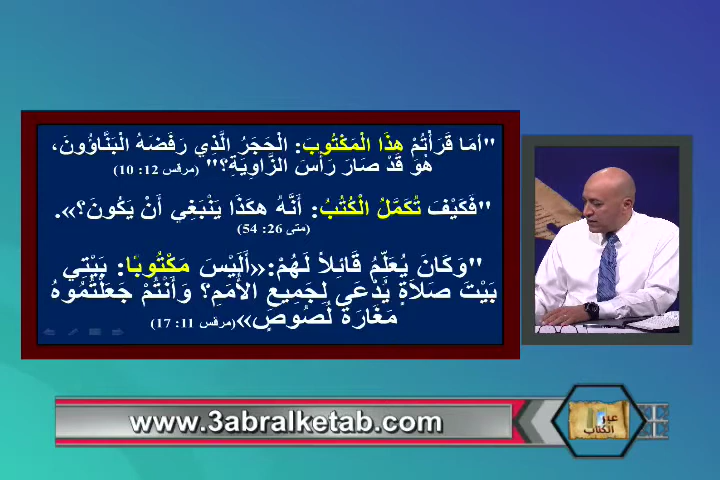 "أمَا قَرَأْتُمْ هذَا الْمَكْتُوبَ: الْحَجَرُ الَّذِي رَفَضَهُ الْبَنَّاؤُونَ،
هُوَ قَدْ صَارَ رَأْسَ الزَّاوِيَةِ؟" (مرقس 12: 10)
"فَكَيْفَ تُكَمَّلُ الْكُتُبُ: أَنَّهُ هكَذَا يَنْبَغِي أَنْ يَكُونَ؟».
(متى 26: 54)
"وَكَانَ يُعَلِّمُ قَائِلاً لَهُمْ:«أَلَيْسَ مَكْتُوبًا: بَيْتِي
بَيْتَ صَلاَةٍ يُدْعَى لِجَمِيعِ الأُمَمِ؟ وَأَنْتُمْ جَعَلْتُمُوهُ
مَغَارَةَ لُصُوصٍ»(مرقس 11: 17)
www.3abralketab.com
عبر
الكتاب